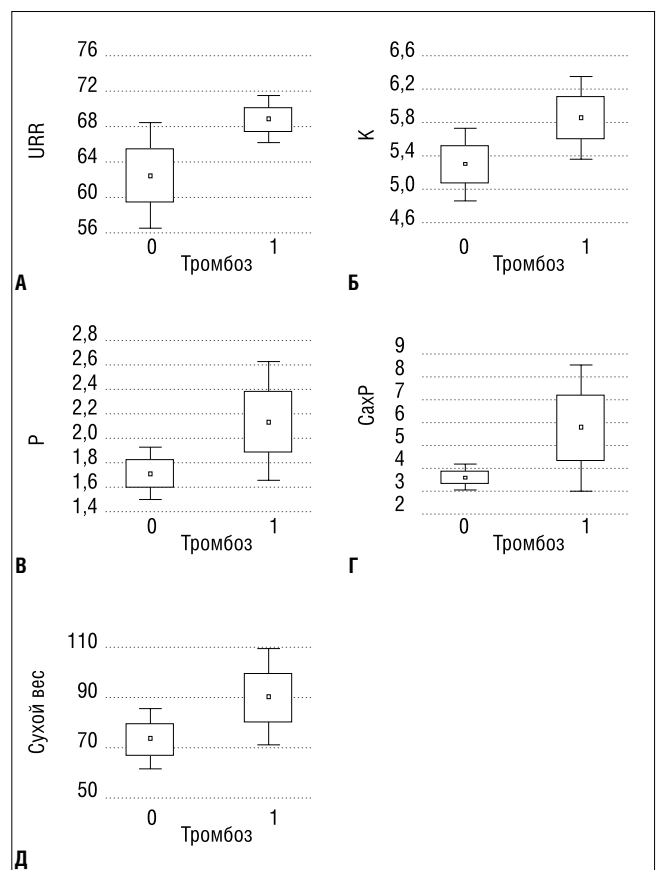 76
72
68
64
60
56
URR
0 1
Тромбоз
А
6,6
6,2
5,8
5,4
5,0
4,6
K
0 1
Тромбоз
Б
2,8
2,6
2,4
2,2
2,0
1,8
1,6
1,4
P
0 1
Тромбоз
В
9
8
7
6
5
4
3
2
CaxP
0 1
Тромбоз
Г
110
90
70
50
Сухой вес
0 1
Тромбоз
Д